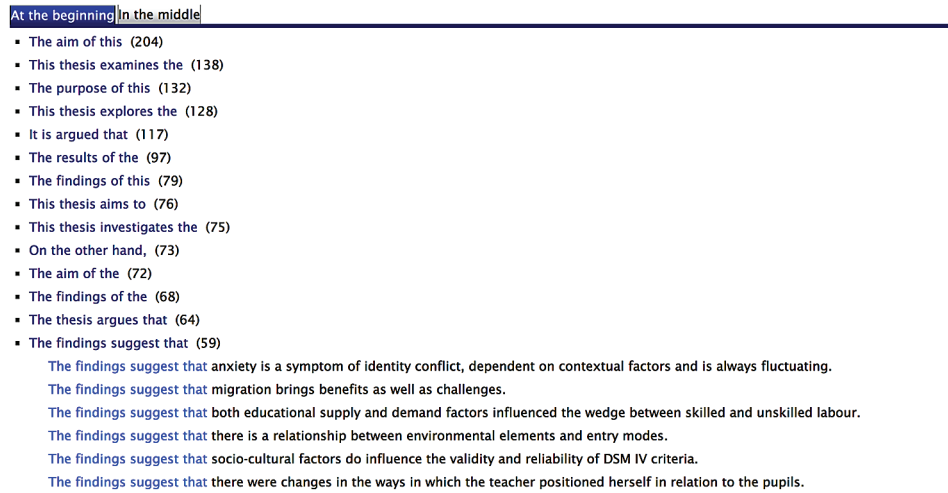 At the beginning In the middle
▪ The aim of this (204)
▪ This thesis examines the (138)
▪ The purpose of this (132)
▪ This thesis explores the (128)
▪ It is argued that (117)
▪ The results of the (97)
▪ The findings of this (79)
▪ This thesis aims to (76)
▪ This thesis investigates the (75)
▪ On the other hand, (73)
▪ The aim of the (72)
▪ The findings of the (68)
▪ The thesis argues that (64)
▪ The findings suggest that (59)
The findings suggest that anxiety is a symptom of identity conflict, dependent on contextual factors and is always fluctuating.
The findings suggest that migration brings benefits as well as challenges.
The findings suggest that both educational supply and demand factors influenced the wedge between skilled and unskilled labour.
The findings suggest that there is a relationship between environmental elements and entry modes.
The findings suggest that socio-cultural factors do influence the validity and reliability of DSM IV criteria.
The findings suggest that there were changes in the ways in which the teacher positioned herself in relation to the pupils.